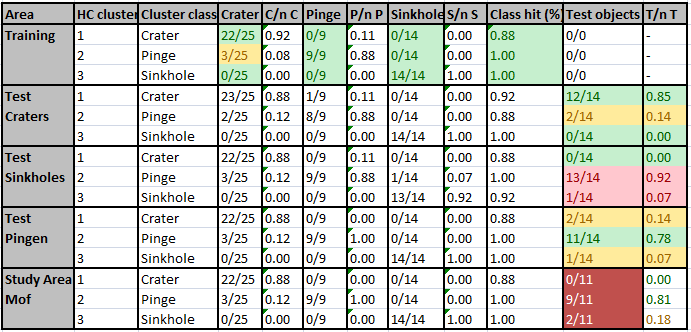 Area HC cluster Cluster class Crater C/n C Pinge P/n P Sinkhole S/n S Class hit (%) Test objects T/n T
Training 1 Crater 22/25 0.92 0/9 0.11 0/14 0.00 0.88 0/0 -
2 Pinge 3/25 0.08 9/9 0.88 0/14 0.00 1.00 0/0 -
3 Sinkhole 0/25 0.00 0/9 0.00 14/14 1.00 1.00 0/0 -
Test 1 Crater 23/25 0.88 1/9 0.11 0/14 0.00 0.92 12/14 0.85
Craters 2 Pinge 2/25 0.12 8/9 0.88 0/14 0.00 1.00 2/14 0.14
3 Sinkhole 0/25 0.00 0/9 0.00 14/14 1.00 1.00 0/14 0.00
Test 1 Crater 22/25 0.88 0/9 0.11 0/14 0.00 0.88 0/14 0.00
Sinkholes 2 Pinge 3/25 0.12 9/9 0.88 1/14 0.07 1.00 13/14 0.92
3 Sinkhole 0/25 0.00 0/9 0.00 13/14 0.92 0.92 1/14 0.07
Test 1 Crater 22/25 0.88 0/9 0.00 0/14 0.00 0.88 2/14 0.14
Pingen 2 Pinge 3/25 0.12 9/9 1.00 0/14 0.00 1.00 11/14 0.78
3 Sinkhole 0/25 0.00 0/9 0.00 14/14 1.00 1.00 1/14 0.07
Study Area 1 Crater 22/25 0.88 0/9 0.00 0/14 0.00 0.88 0/11 0.00
Mof 2 Pinge 3/25 0.12 9/9 1.00 0/14 0.00 1.00 9/11 0.81
3 Sinkhole 0/25 0.00 0/9 0.00 14/14 1.00 1.00 2/11 0.18